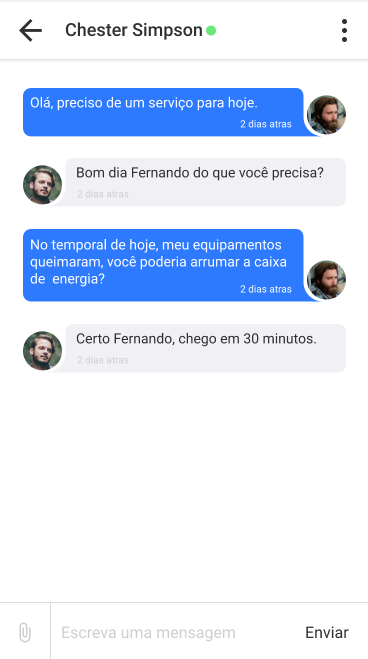 Chester Simpson
Olá, preciso de um serviço para hoje.
2 dias atras
Bom dia Fernando do que você precisa?
2 dias atras
No temporal de hoje, meu equipamentos
queimaram, você poderia arrumar a caixa
de energia?
2 dias atras
Certo Fernando, chego em 30 minutos.
2 dias atras
Escreva uma mensagem
Enviar